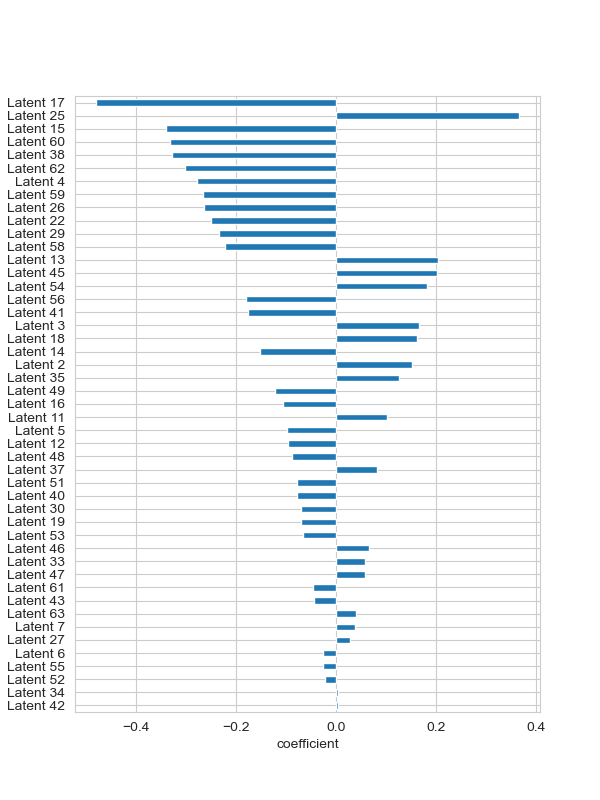 Latent 17
Latent 25
Latent 15
Latent 60
Latent 38
Latent 62
Latent 4
Latent 59
Latent 26
Latent 22
Latent 29
Latent 58
Latent 13
Latent 45
Latent 54
Latent 56
Latent 41
Latent 3
Latent 18
Latent 14
Latent 2
Latent 35
Latent 49
Latent 16
Latent 11
Latent 5
Latent 12
Latent 48
Latent 37
Latent 51
Latent 40
Latent 30
Latent 19
Latent 53
Latent 46
Latent 33
Latent 47
Latent 61
Latent 43
Latent 63
Latent 7
Latent 27
Latent 6
Latent 55
Latent 52
Latent 34
Latent 42
−0.4 −0.2 0.0 0.2 0.4
coefficient